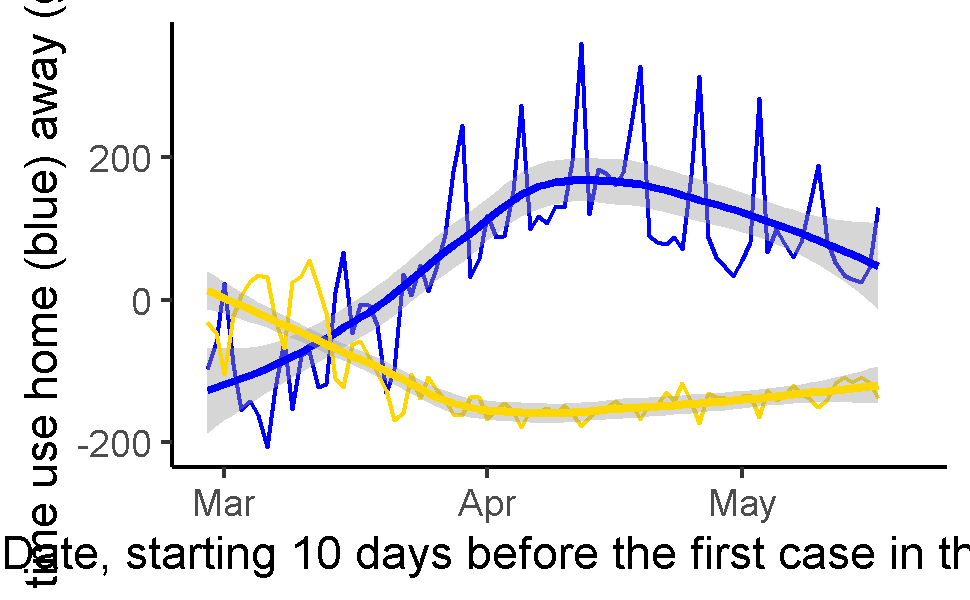 time use home (blue) away (
200
0
-200
Mar Apr May
Date, starting 10 days before the first case in th